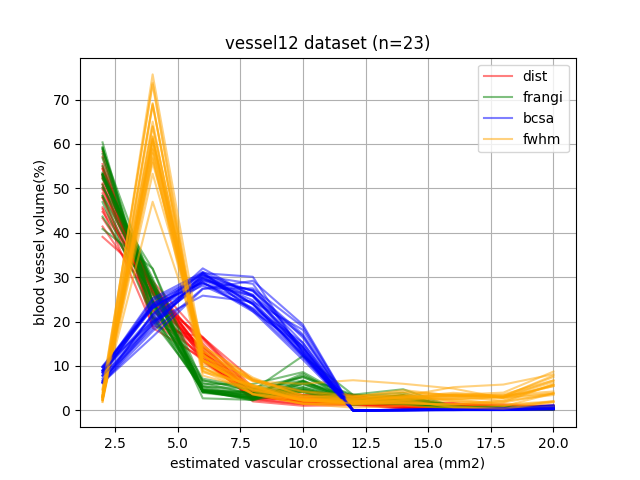 vessel12 dataset (n=23)
dist
frangi
bcsa
fwhm
blood vessel volume(%)
70
60
50
40
30
20
10
0
2.5 5.0 7.5 10.0 12.5 15.0 17.5 20.0
estimated vascular crossectional area (mm2)